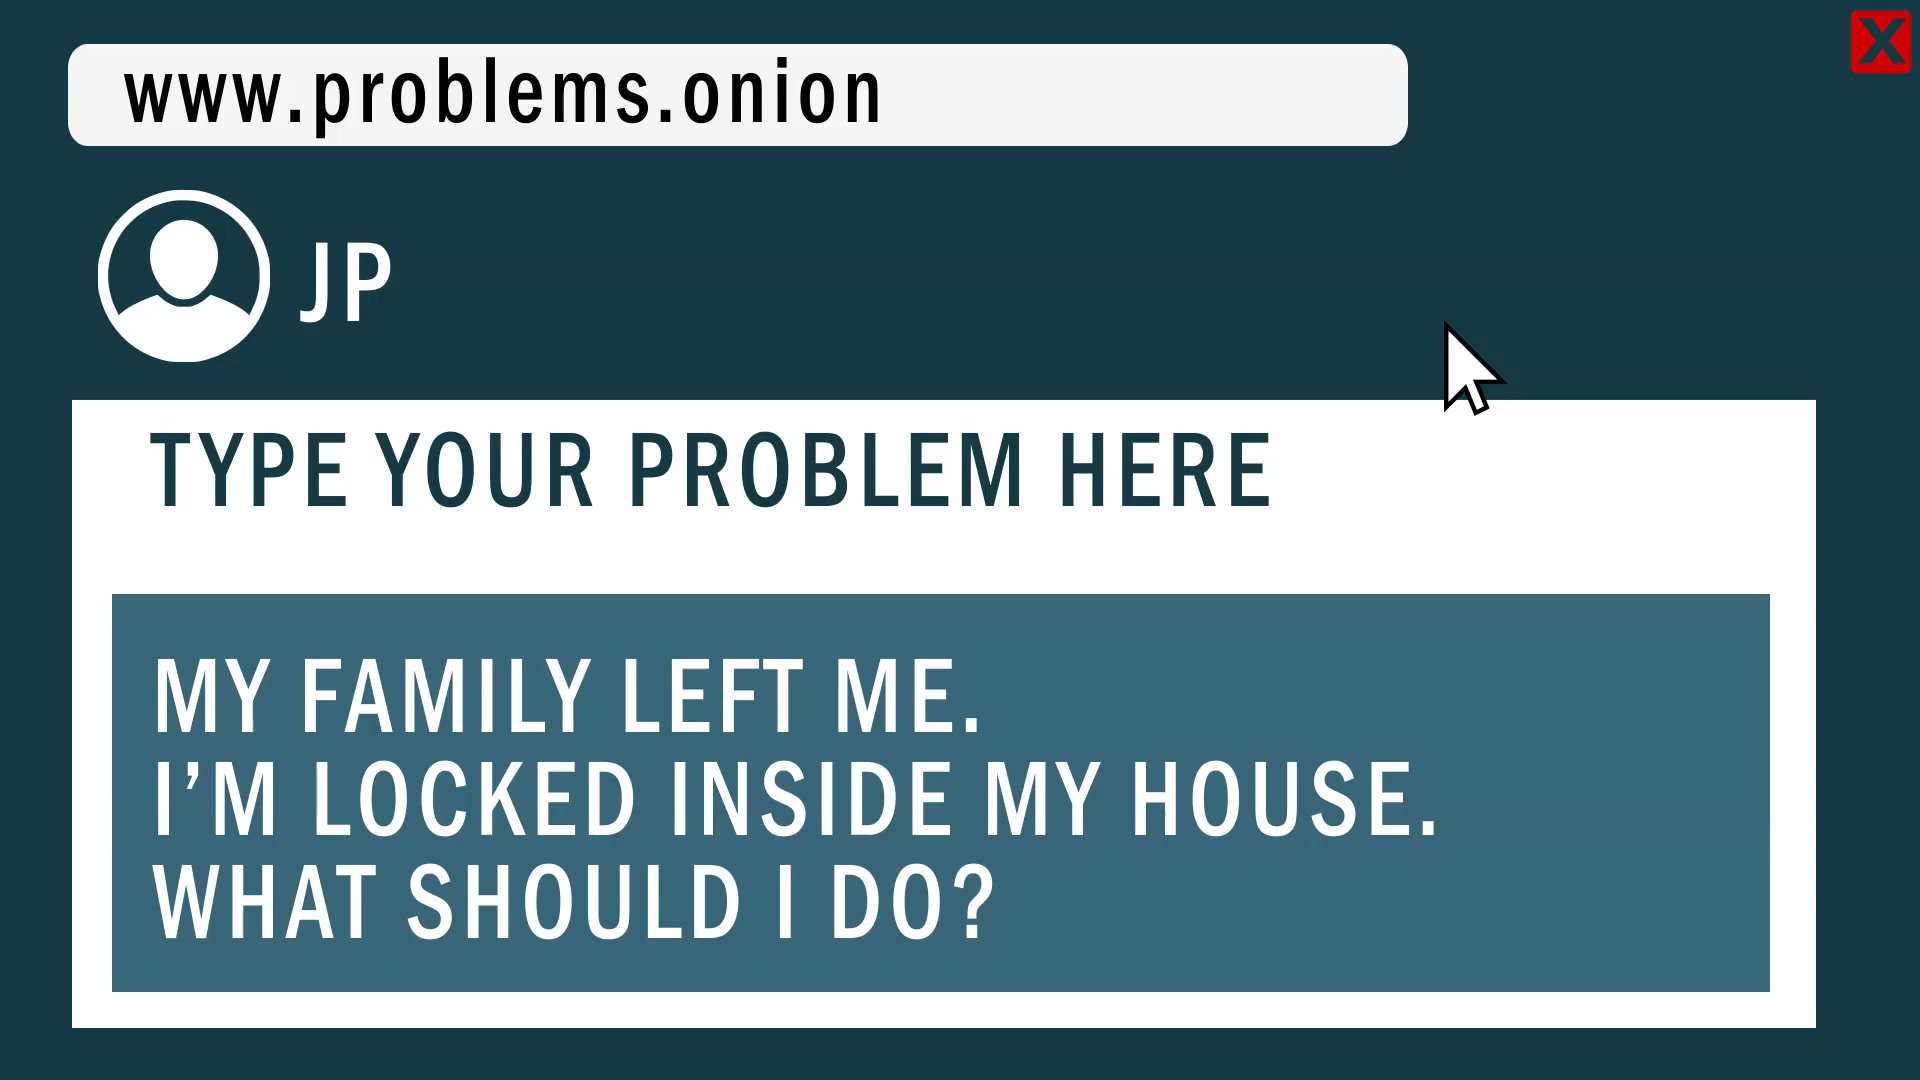 www.problems.onion
X
JP
TYPE YOUR PROBLEM HERE
MY FAMILY LEFT ME.
I’M LOCKED INSIDE MY HOUSE.
WHAT SHOULD I DO?